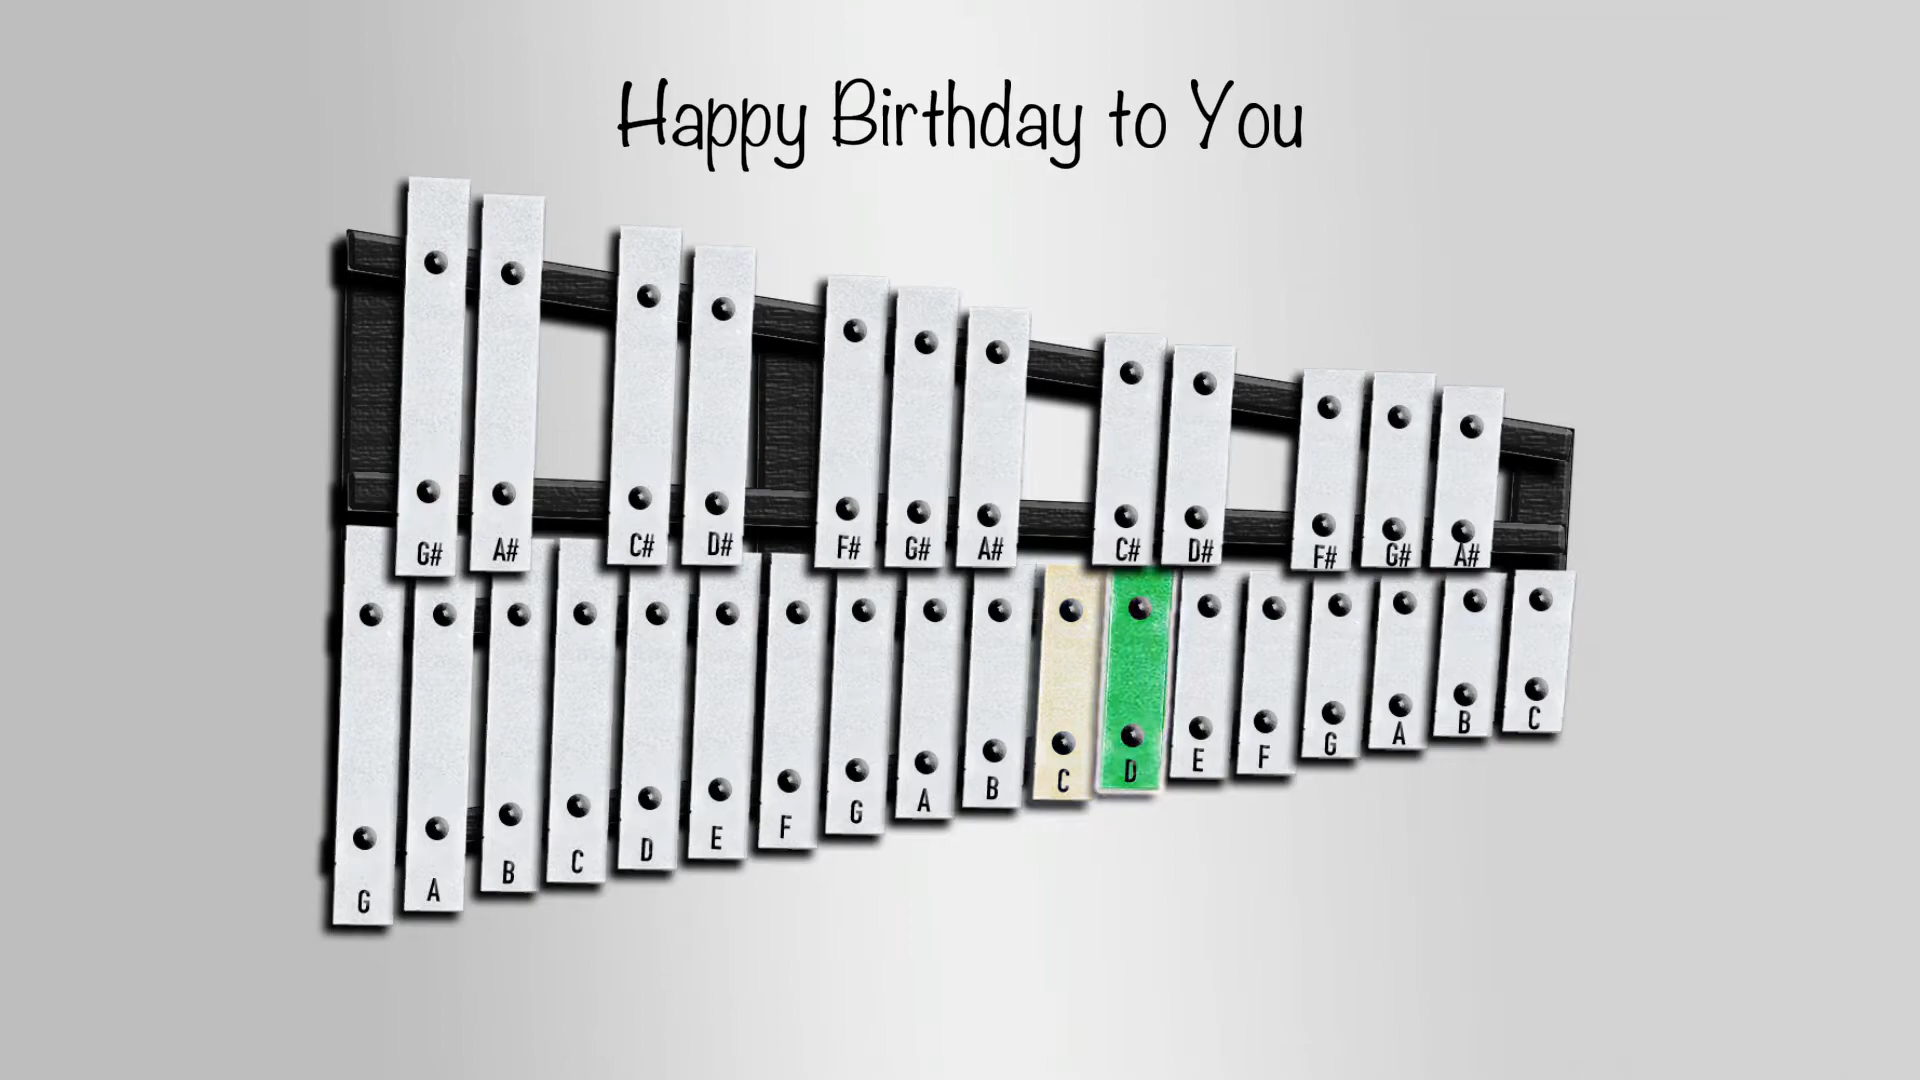 Happy Birthday to You
G# A# C# D# F# G# A# C# D# F# G# A#
G A B C D E F G A B C D E F G A B C